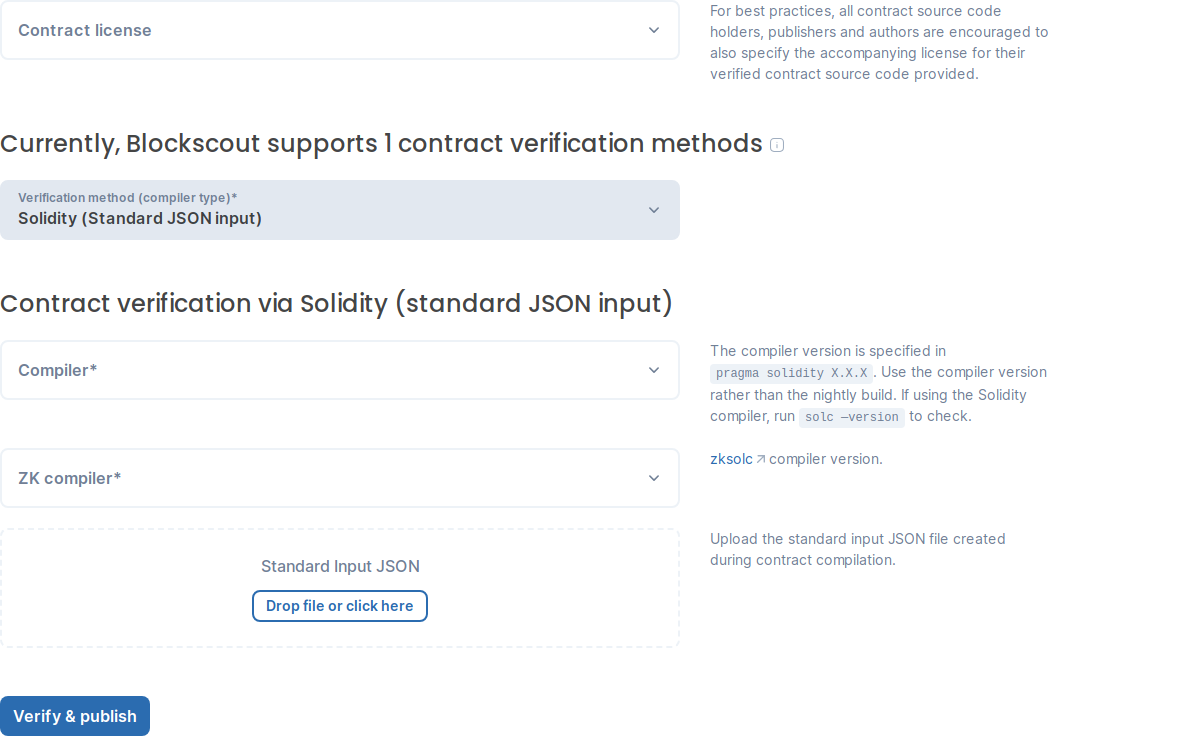 Contract license
For best practices, all contract source code
holders, publishers and authors are encouraged to
also specify the accompanying license for their
verified contract source code provided.
Currently, Blockscout supports 1 contract verification methods
Verification method (compiler type)*
Solidity (Standard JSON input)
Contract verification via Solidity (standard JSON input)
Compiler*
The compiler version is specified in
pragma solidity X.X.X. Use the compiler version
rather than the nightly build. If using the Solidity
compiler, run solc —version to check.
ZK compiler*
zksolc compiler version.
Standard Input JSON
Drop file or click here
Upload the standard input JSON file created
during contract compilation.
Verify & publish